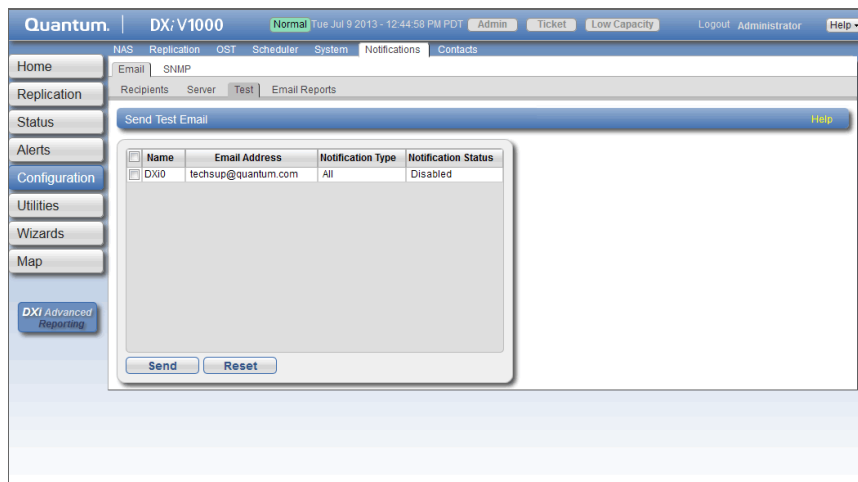 Quantum. DXi V1000 Normal Tue Jul 9 2013 - 12:44:58 PM PDT Admin Ticket Low Capacity Logout Administrator Help
NAS Replication OST Scheduler System Notifications Contacts
Home
Email SNMP
Replication
Recipients Server Test Email Reports
Status
Send Test Email Help
Alerts
Name Email Address Notification Type Notification Status
DXi0 techsup@quantum.com All Disabled
Configuration
Utilities
Wizards
Map
DXi Advanced
Reporting
Send Reset